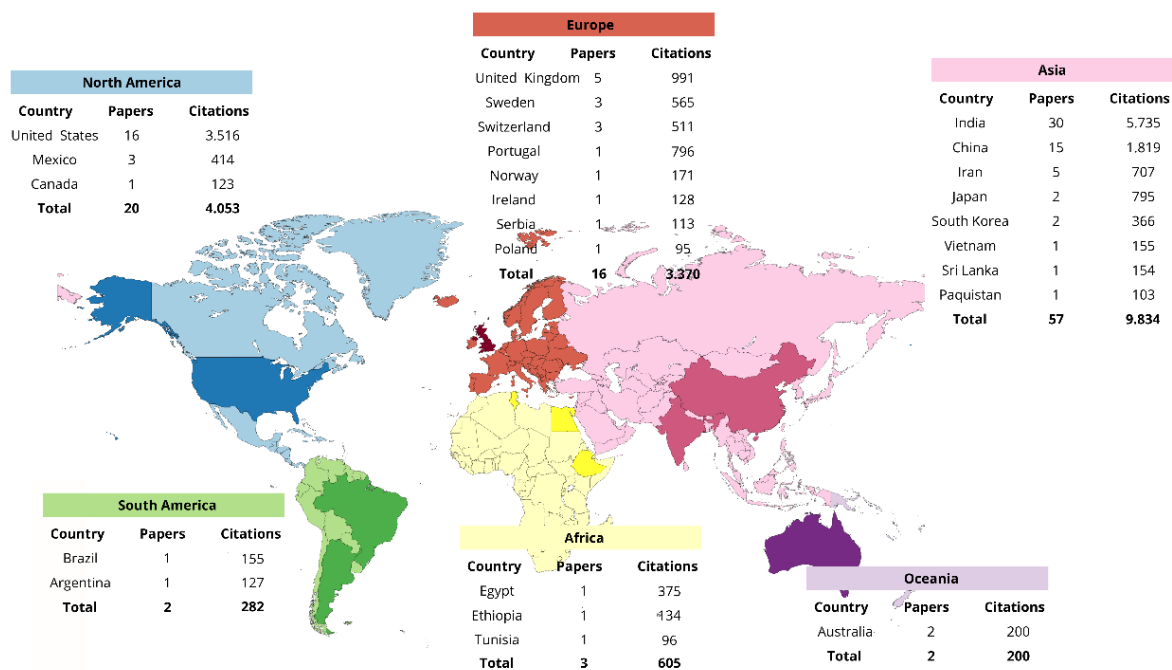 Europe
Country Papers Citations
United Kingdom 5 991
Sweden 3 565
Switzerland 3 511
Portugal 1 796
Norway 1 171
Ireland 1 128
Serbia 1 113
Poland 1 95
Total 16 3.370
North America
Country Papers Citations
United States 16 3.516
Mexico 3 414
Canada 1 123
Total 20 4.053
Asia
Country Papers Citations
India 30 5.735
China 15 1.819
Iran 5 707
Japan 2 795
South Korea 2 366
Vietnam 1 155
Sri Lanka 1 154
Paquistan 1 103
Total 57 9.834
South America
Country Papers Citations
Brazil 1 155
Argentina 1 127
Total 2 282
Africa
Country Papers Citations
Egypt 1 375
Ethiopia 1 134
Tunisia 1 96
Total 3 605
Oceania
Country Papers Citations
Australia 2 200
Total 2 200